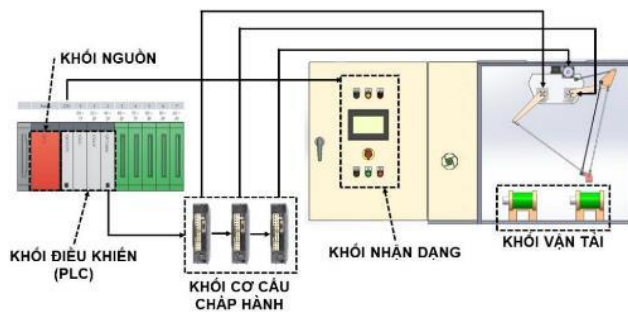 KHỐI NGUỒN
KHỐI ĐIỀU KHIỂN
(PLC)
KHỐI CƠ CẤU
CHẤP HÀNH
KHỐI NHẬN DẠNG
KHỐI VẬN TẢI